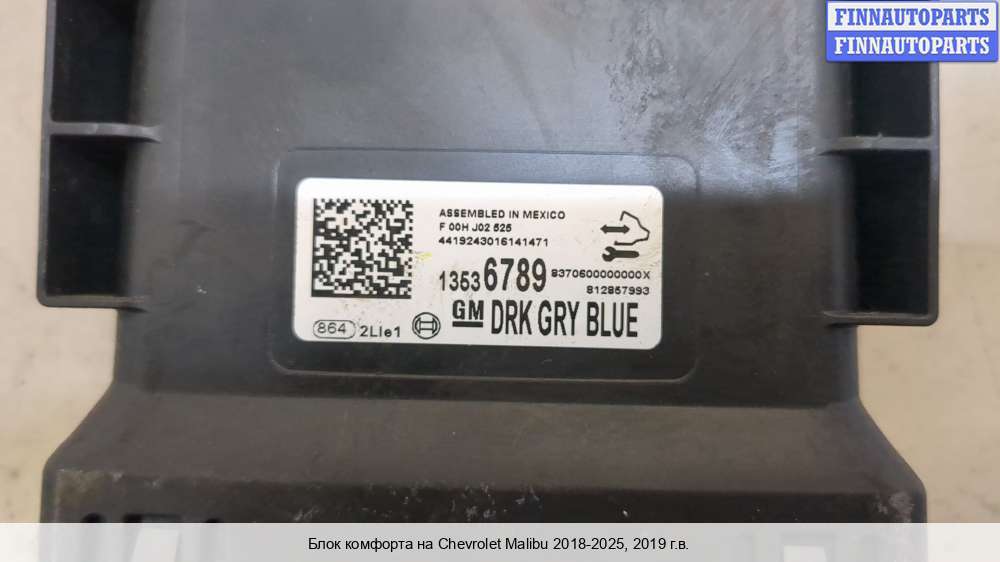 FINNAUTOPARTS
FINNAUTOPARTS
ASSEMBLED IN MEXICO
F 00H J02 525
4419243016141471
13536789
8370600000000X
812857993
GM DRK GRY BLUE
864 2LIe1
Блок комфорта на Chevrolet Malibu 2018-2025, 2019 г.в.